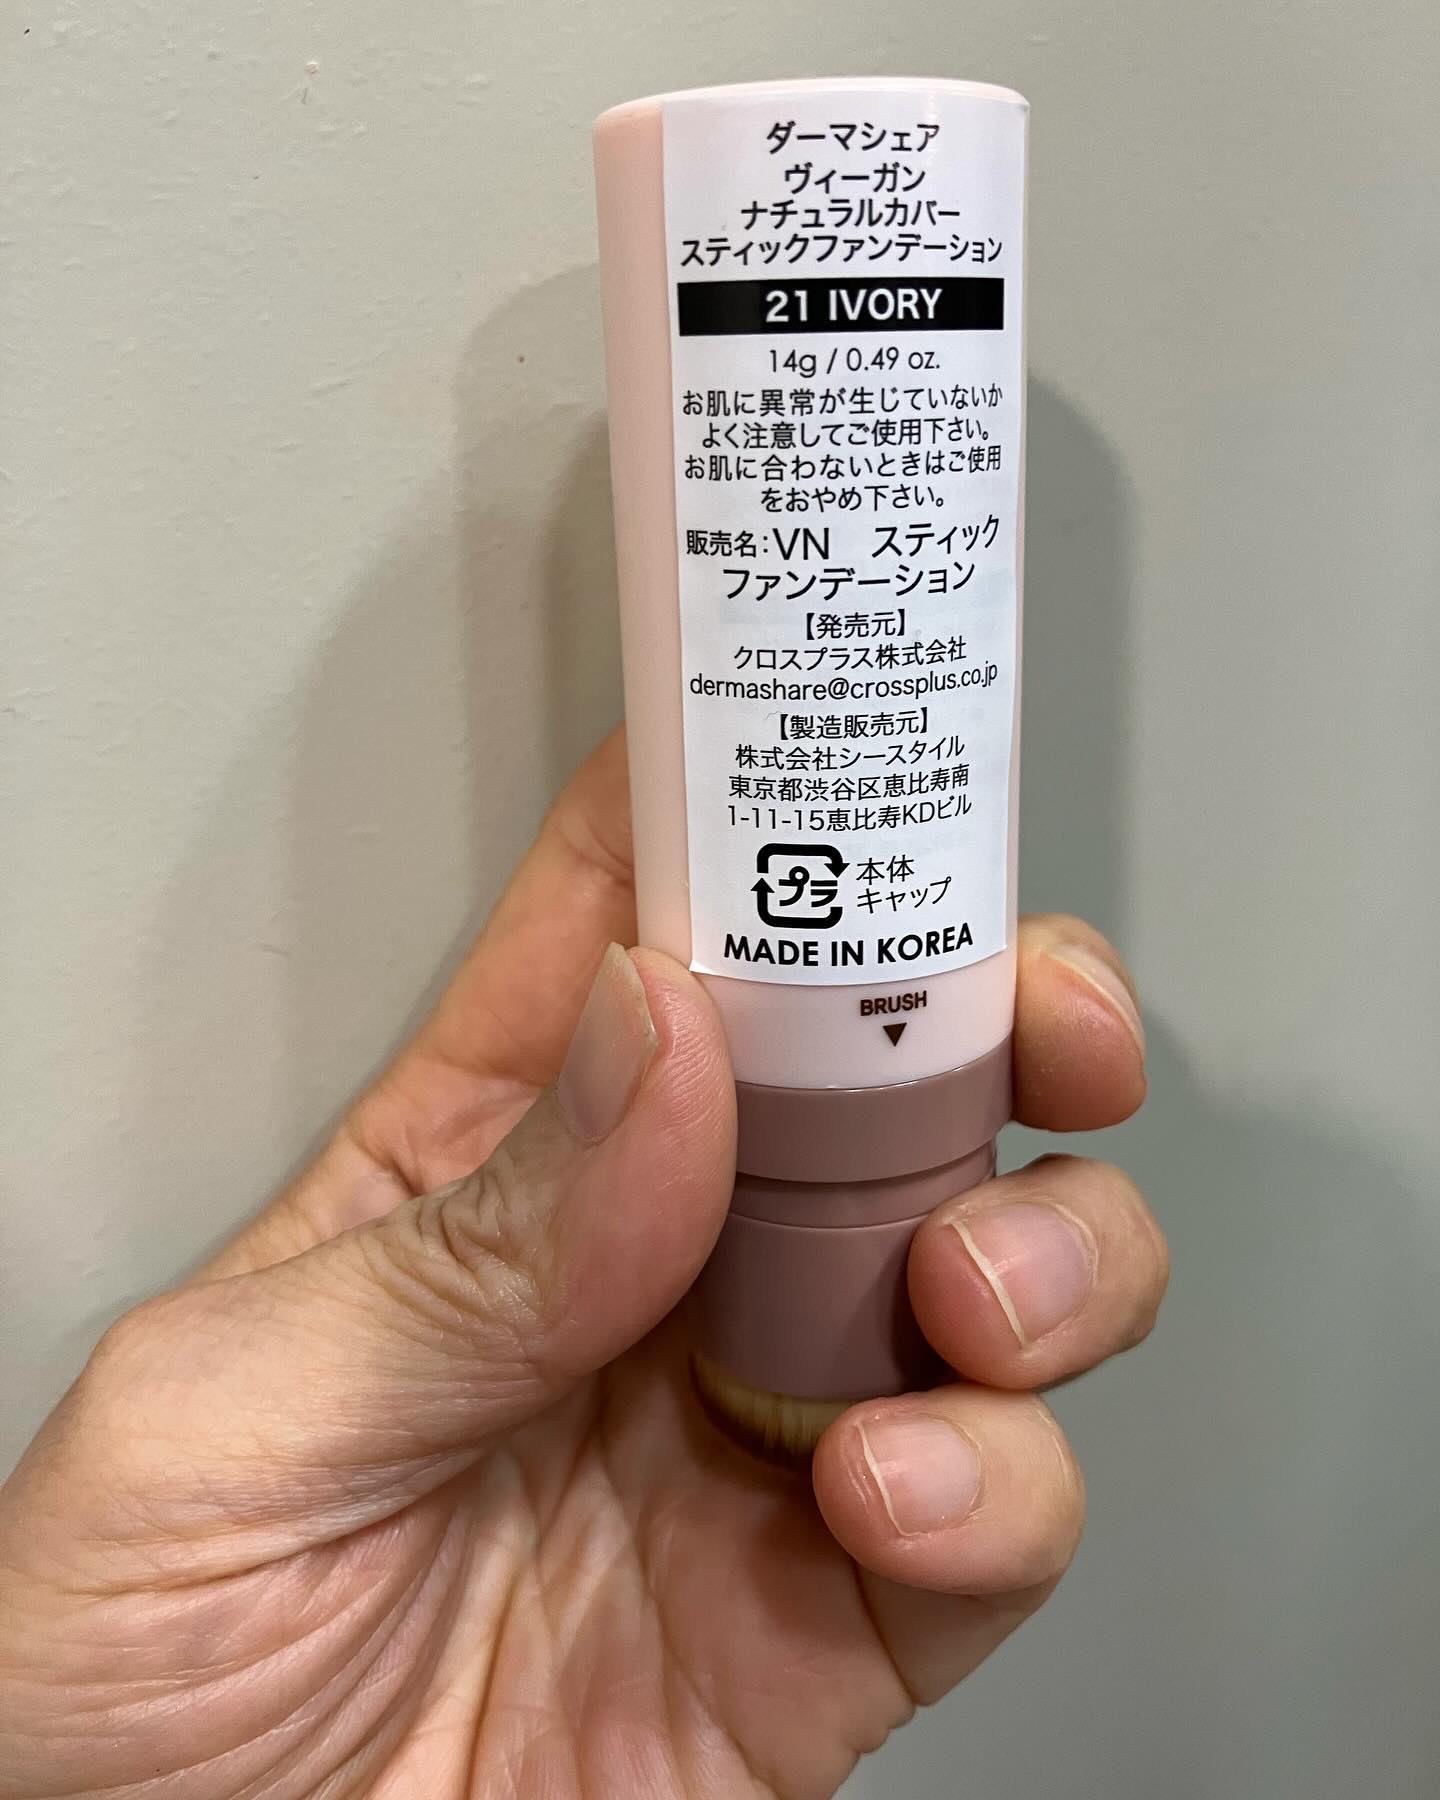 ダーマシェア
ヴィーガン
ナチュラルカバー
スティックファンデーション
21 IVORY
14g / 0.49 oz.
お肌に異常が生じていないか
よく注意してご使用下さい。
お肌に合わないときはご使用
をおやめ下さい。
販売名:VN　スティック
ファンデーション
【発売元】
クロスプラス株式会社
dermashare@crossplus.co.jp
【製造販売元】
株式会社シースタイル
東京都渋谷区恵比寿南
1-11-15恵比寿KDビル
プラ 本体
キャップ
MADE IN KOREA
BRUSH